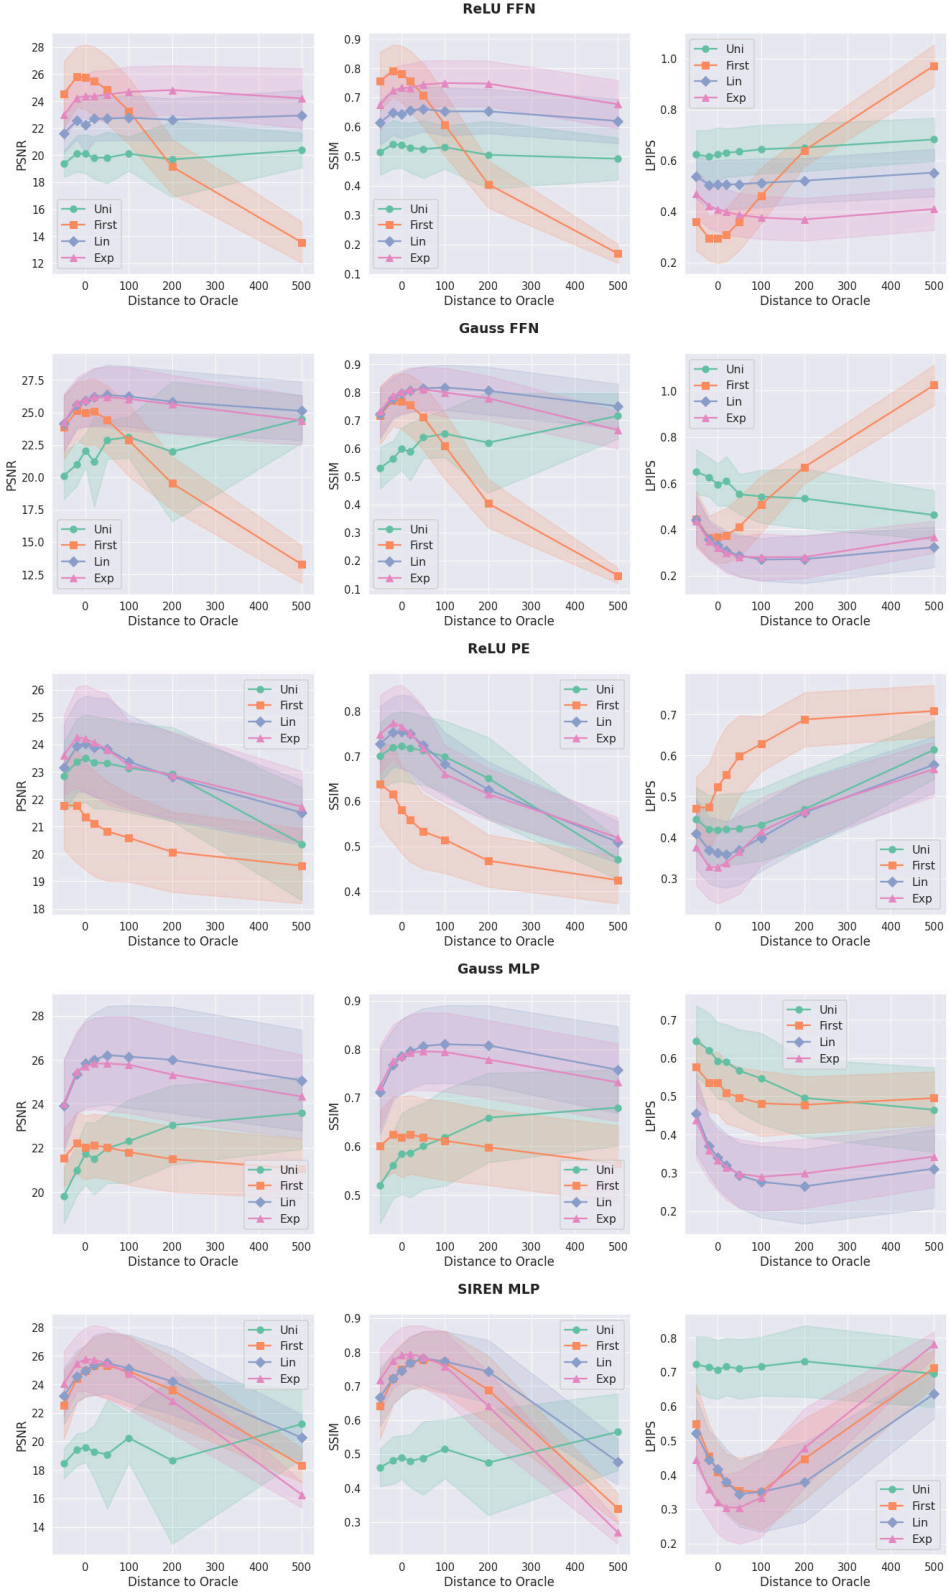 ReLU FFN
PSNR
28
26
24
22
20
18
16
14
12
Uni
First
Lin
Exp
0 100 200 300 400 500
Distance to Oracle
SSIM
0.9
0.8
0.7
0.6
0.5
0.4
0.3
0.2
0.1
Uni
First
Lin
Exp
0 100 200 300 400 500
Distance to Oracle
LPIPS
1.0
0.8
0.6
0.4
0.2
Uni
First
Lin
Exp
0 100 200 300 400 500
Distance to Oracle
Gauss FFN
PSNR
27.5
25.0
22.5
20.0
17.5
15.0
12.5
Uni
First
Lin
Exp
0 100 200 300 400 500
Distance to Oracle
SSIM
0.9
0.8
0.7
0.6
0.5
0.4
0.3
0.2
0.1
Uni
First
Lin
Exp
0 100 200 300 400 500
Distance to Oracle
LPIPS
1.0
0.8
0.6
0.4
0.2
Uni
First
Lin
Exp
0 100 200 300 400 500
Distance to Oracle
ReLU PE
PSNR
26
25
24
23
22
21
20
19
18
Uni
First
Lin
Exp
0 100 200 300 400 500
Distance to Oracle
SSIM
0.8
0.7
0.6
0.5
0.4
Uni
First
Lin
Exp
0 100 200 300 400 500
Distance to Oracle
LPIPS
0.7
0.6
0.5
0.4
0.3
Uni
First
Lin
Exp
0 100 200 300 400 500
Distance to Oracle
Gauss MLP
PSNR
28
26
24
22
20
Uni
First
Lin
Exp
0 100 200 300 400 500
Distance to Oracle
SSIM
0.9
0.8
0.7
0.6
0.5
Uni
First
Lin
Exp
0 100 200 300 400 500
Distance to Oracle
LPIPS
0.7
0.6
0.5
0.4
0.3
0.2
Uni
First
Lin
Exp
0 100 200 300 400 500
Distance to Oracle
SIREN MLP
PSNR
28
26
24
22
20
18
16
14
Uni
First
Lin
Exp
0 100 200 300 400 500
Distance to Oracle
SSIM
0.9
0.8
0.7
0.6
0.5
0.4
0.3
Uni
First
Lin
Exp
0 100 200 300 400 500
Distance to Oracle
LPIPS
0.8
0.7
0.6
0.5
0.4
0.3
0.2
Uni
First
Lin
Exp
0 100 200 300 400 500
Distance to Oracle